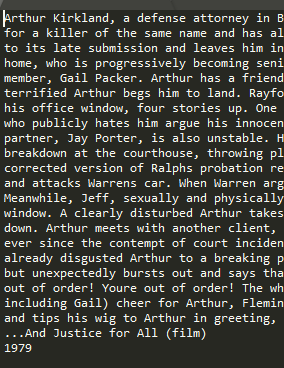 Arthur Kirkland, a defense attorney in B
for a killer of the same name and has al
to its late submission and leaves him in
home, who is progressively becoming seni
member, Gail Packer. Arthur has a friend
terrified Arthur begs him to land. Rayfo
his office window, four stories up. One
who publicly hates him argue his innocen
partner, Jay Porter, is also unstable. H
breakdown at the courthouse, throwing pl
corrected version of Ralphs probation re
and attacks Warrens car. When Warren arg
Meanwhile, Jeff, sexually and physically
window. A clearly disturbed Arthur takes
down. Arthur meets with another client,
ever since the contempt of court inciden
already disgusted Arthur to a breaking p
but unexpectedly bursts out and says tha
out of order! Youre out of order! The wh
including Gail) cheer for Arthur, Flemin
and tips his wig to Arthur in greeting,
...And Justice for All (film)
1979